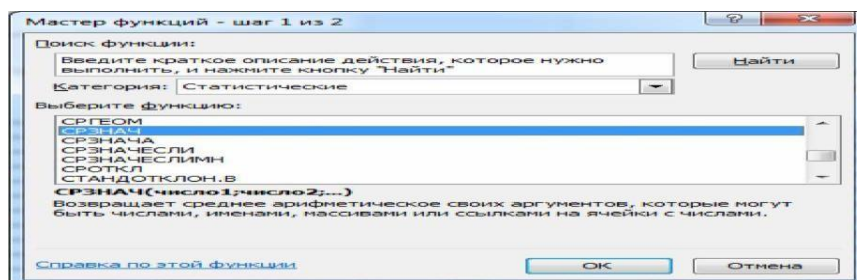 Мастер функций - шаг 1 из 2
Поиск функции:
Введите краткое описание действия, которое нужно
выполнить, и нажмите кнопку "Найти"
Найти
Категория: Статистические
Выберите функцию:
СРГЕОМ
СРЗНАЧ
СРЗНАЧА
СРЗНАЧЕСЛИ
СРЗНАЧЕСЛИМН
СРОТКЛ
СТАНДОТКЛОН.В
СРЗНАЧ(число1;число2;...)
Возвращает среднее арифметическое своих аргументов, которые могут
быть числами, именами, массивами или ссылками на ячейки с числами.
Справка по этой функции
ОК
Отмена